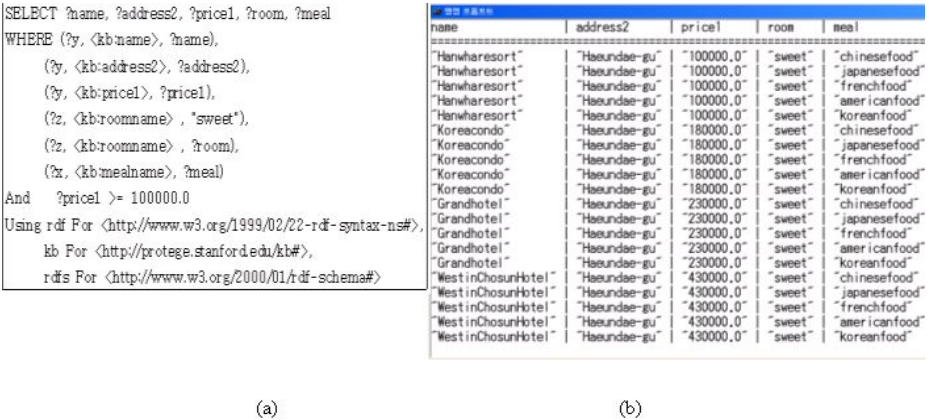 SELECT ?name, ?address2, ?price1, ?room, ?meal
WHERE (?y, <kb:name>, ?name),
(?y, <kb:address2>, ?address2),
(?y, <kb:price1>, ?price1),
(?z, <kb:roomname> , "sweet"),
(?z, <kb:roomname> , ?room),
(?x, <kb:mealname>, ?meal)
And ?price1 >= 100000.0
Using rdf For <http://www.w3.org/1999/02/22-rdf-syntax-ns#>,
kb For <http://protege.stanford.edu/kb#>,
rdfs For <http://www.w3.org/2000/01/rdf-schema#>
(a)
명령 프롬프트
name | address2 | price1 | room | meal
"Hanwharesort" | "Haeundae-gu" | "100000.0" | "sweet" | "chinesefood"
"Hanwharesort" | "Haeundae-gu" | "100000.0" | "sweet" | "japanesefood"
"Hanwharesort" | "Haeundae-gu" | "100000.0" | "sweet" | "frenchfood"
"Hanwharesort" | "Haeundae-gu" | "100000.0" | "sweet" | "americanfood"
"Hanwharesort" | "Haeundae-gu" | "100000.0" | "sweet" | "koreanfood"
"Koreacondo" | "Haeundae-gu" | "180000.0" | "sweet" | "chinesefood"
"Koreacondo" | "Haeundae-gu" | "180000.0" | "sweet" | "japanesefood"
"Koreacondo" | "Haeundae-gu" | "180000.0" | "sweet" | "frenchfood"
"Koreacondo" | "Haeundae-gu" | "180000.0" | "sweet" | "americanfood"
"Koreacondo" | "Haeundae-gu" | "180000.0" | "sweet" | "koreanfood"
"Grandhotel" | "Haeundae-gu" | "230000.0" | "sweet" | "chinesefood"
"Grandhotel" | "Haeundae-gu" | "230000.0" | "sweet" | "japanesefood"
"Grandhotel" | "Haeundae-gu" | "230000.0" | "sweet" | "frenchfood"
"Grandhotel" | "Haeundae-gu" | "230000.0" | "sweet" | "americanfood"
"Grandhotel" | "Haeundae-gu" | "230000.0" | "sweet" | "koreanfood"
"WestinChosunHotel" | "Haeundae-gu" | "430000.0" | "sweet" | "chinesefood"
"WestinChosunHotel" | "Haeundae-gu" | "430000.0" | "sweet" | "japanesefood"
"WestinChosunHotel" | "Haeundae-gu" | "430000.0" | "sweet" | "frenchfood"
"WestinChosunHotel" | "Haeundae-gu" | "430000.0" | "sweet" | "americanfood"
"WestinChosunHotel" | "Haeundae-gu" | "430000.0" | "sweet" | "koreanfood"
(b)